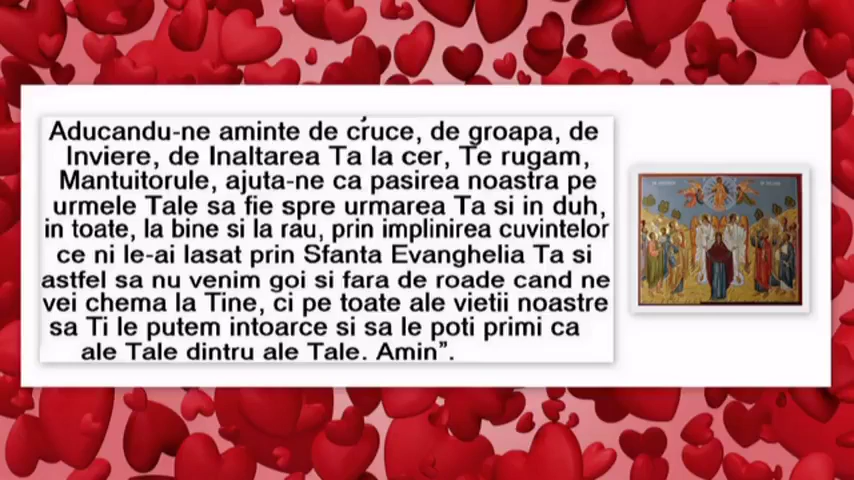 Aducandu-ne aminte de cruce, de groapa, de
Inviere, de Inaltarea Ta la cer, Te rugam,
Mantuitorule, ajuta-ne ca pasirea noastra pe
urmele Tale sa fie spre urmarea Ta si in duh,
in toate, la bine si la rau, prin implinirea cuvintelor
ce ni le-ai lasat prin Sfanta Evanghelia Ta si
astfel sa nu venim goi si fara de roade cand ne
vei chema la Tine, ci pe toate ale vietii noastre
sa Ti le putem intoarce si sa le poti primi ca
ale Tale dintru ale Tale. Amin”.